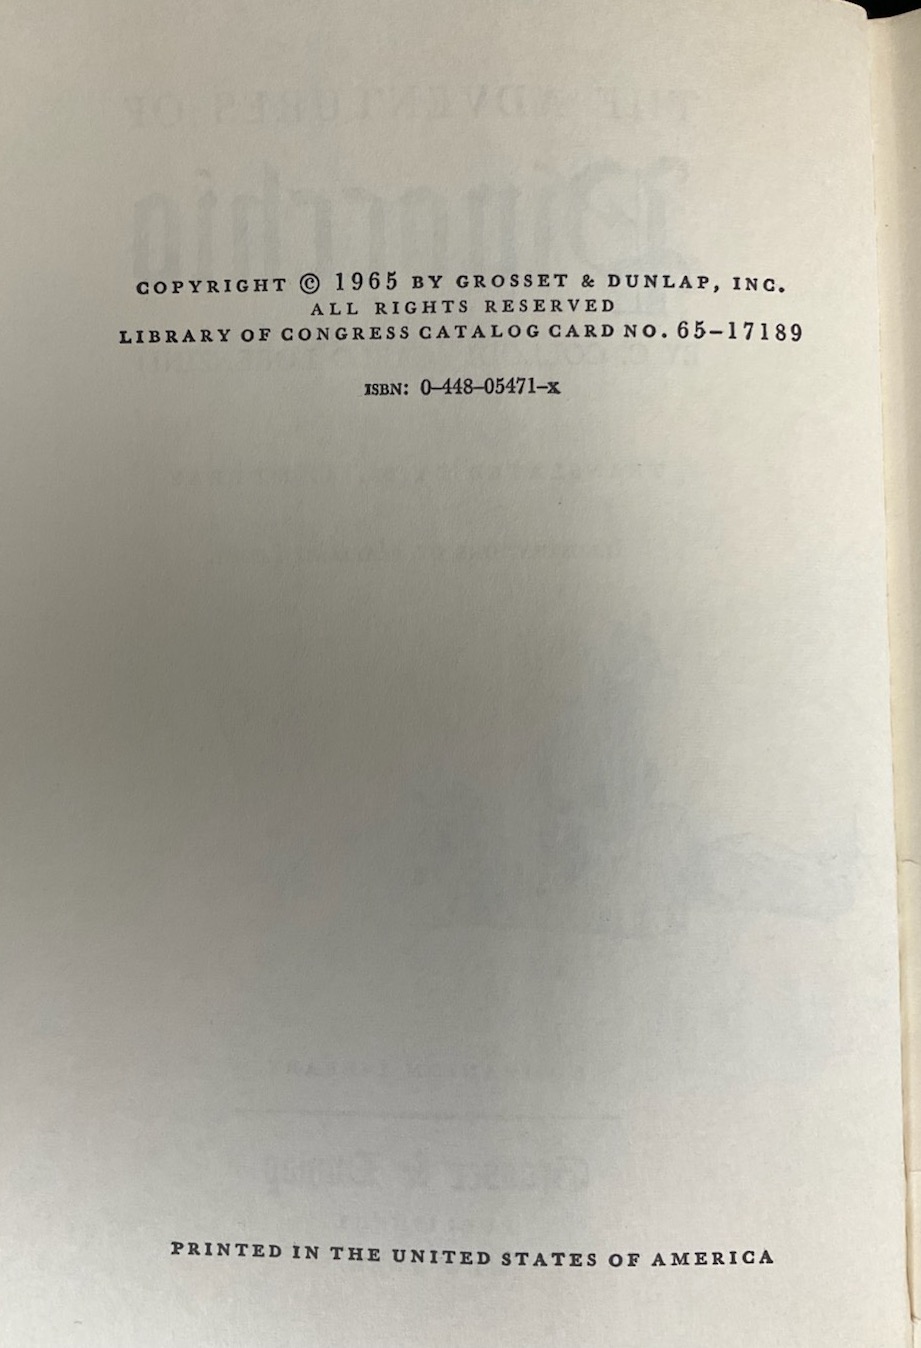 COPYRIGHT © 1965 BY GROSSET & DUNLAP, INC.
ALL RIGHTS RESERVED
LIBRARY OF CONGRESS CATALOG CARD NO. 65–17189
ISBN: 0–448–05471–x
PRINTED IN THE UNITED STATES OF AMERICA